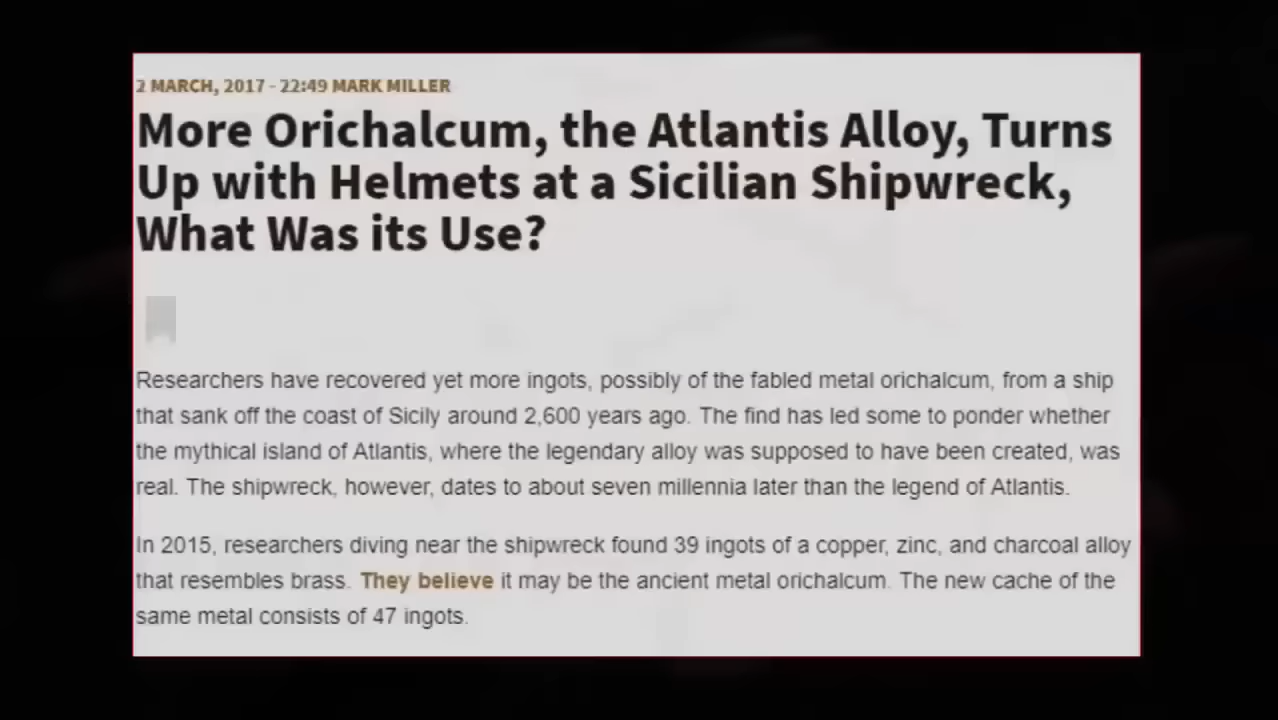 2 MARCH, 2017 - 22:49 MARK MILLER
More Orichalcum, the Atlantis Alloy, Turns
Up with Helmets at a Sicilian Shipwreck,
What Was its Use?
Researchers have recovered yet more ingots, possibly of the fabled metal orichalcum, from a ship
that sank off the coast of Sicily around 2,600 years ago. The find has led some to ponder whether
the mythical island of Atlantis, where the legendary alloy was supposed to have been created, was
real. The shipwreck, however, dates to about seven millennia later than the legend of Atlantis.
In 2015, researchers diving near the shipwreck found 39 ingots of a copper, zinc, and charcoal alloy
that resembles brass. They believe it may be the ancient metal orichalcum. The new cache of the
same metal consists of 47 ingots.